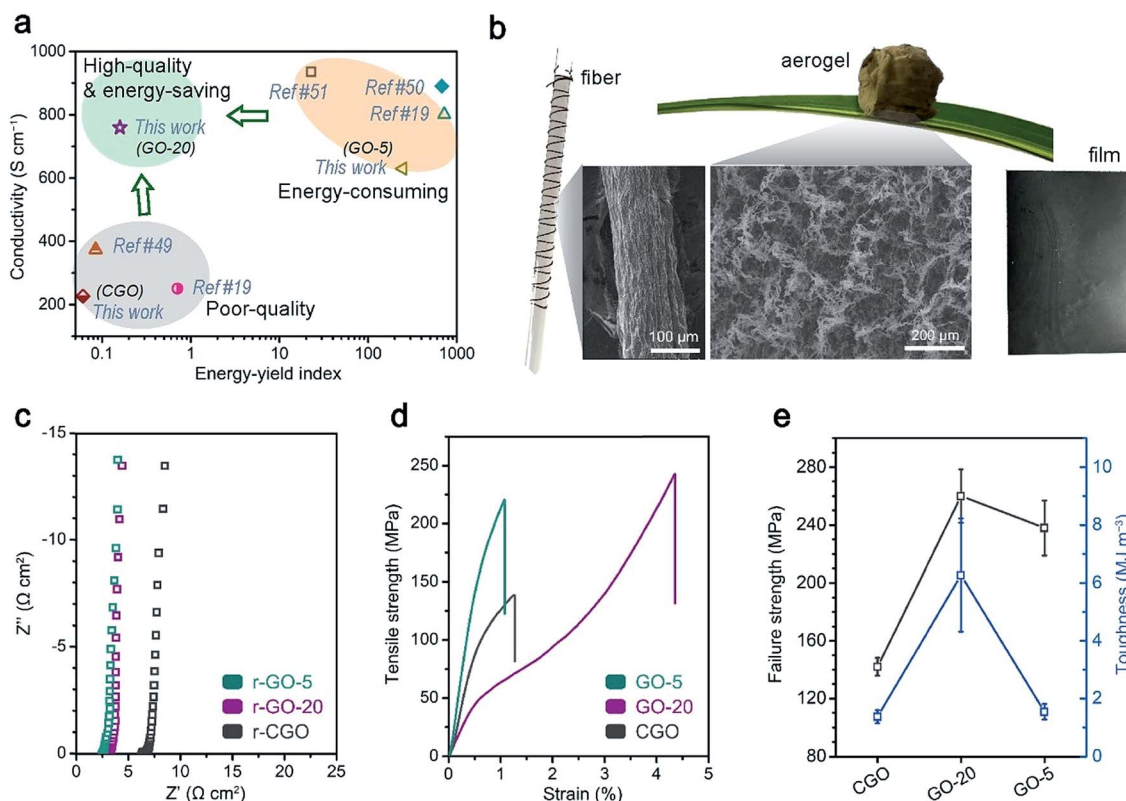 a
Conductivity (S cm⁻¹)
1000
800
600
400
200
High-quality
& energy-saving
This work
(GO-20)
Ref #51
Ref #50
Ref #19
(GO-5)
This work
Energy-consuming
Ref #49
(CGO)
This work
Ref #19
Poor-quality
0.1
1
10
100
1000
Energy-yield index
b
fiber
aerogel
film
100 µm
200 µm
c
Z'' (Ω cm²)
-15
-10
-5
0
r-GO-5
r-GO-20
r-CGO
0 5 10 15 20 25
Z' (Ω cm²)
d
Tensile strength (MPa)
250
200
150
100
50
0
GO-5
GO-20
CGO
0 1 2 3 4 5
Strain (%)
e
Failure strength (MPa)
280
240
200
160
120
80
CGO
GO-20
GO-5
10
8
6
4
2
0
Toughness (MJ m⁻³)